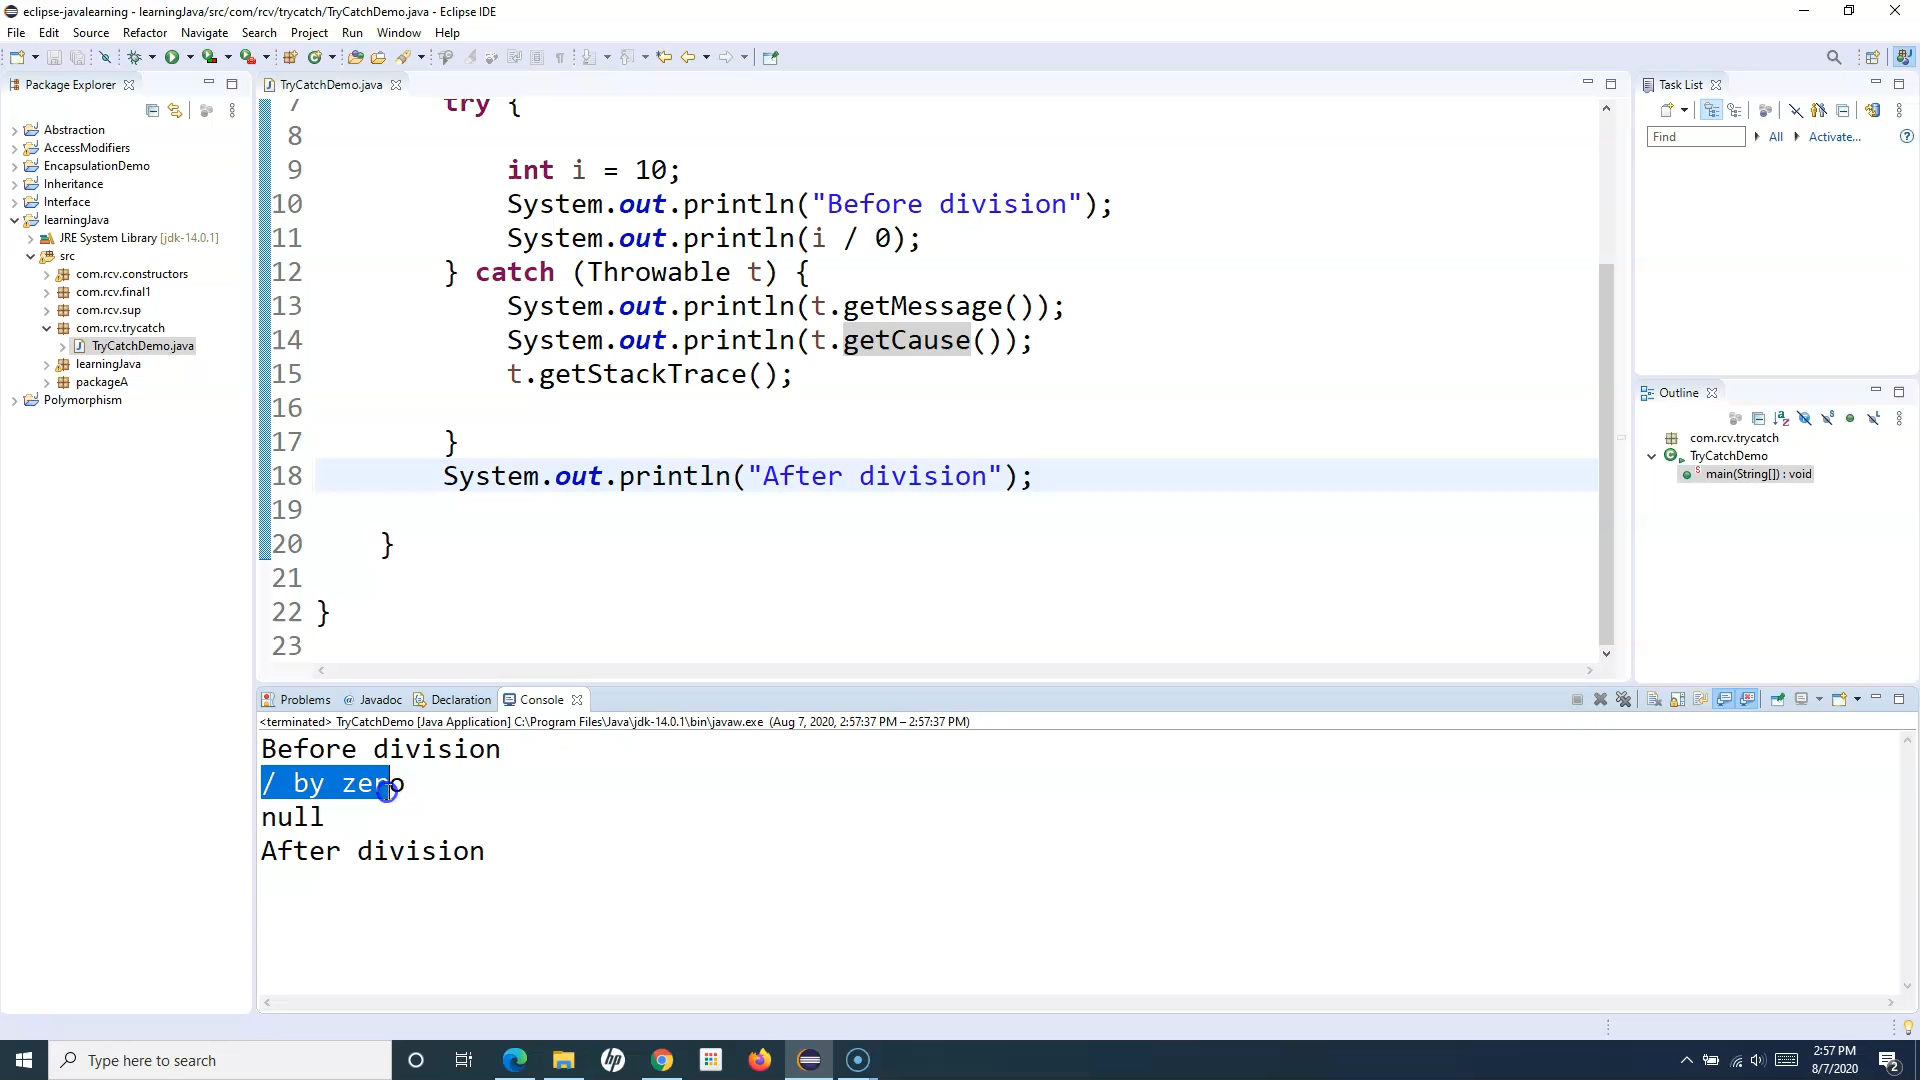 eclipse-javalearning - learningJava/src/com/rcv/trycatch/TryCatchDemo.java - Eclipse IDE
File Edit Source Refactor Navigate Search Project Run Window Help
Package Explorer
Abstraction
AccessModifiers
EncapsulationDemo
Inheritance
Interface
learningJava
JRE System Library [jdk-14.0.1]
src
com.rcv.constructors
com.rcv.final1
com.rcv.sup
com.rcv.trycatch
TryCatchDemo.java
learningJava
packageA
Polymorphism
TryCatchDemo.java
7 try {
8
9 int i = 10;
10 System.out.println("Before division");
11 System.out.println(i / 0);
12 } catch (Throwable t) {
13 System.out.println(t.getMessage());
14 System.out.println(t.getCause());
15 t.getStackTrace();
16
17 }
18 System.out.println("After division");
19
20 }
21
22 }
23
Task List
Find All Activate...
Outline
com.rcv.trycatch
TryCatchDemo
main(String[]) : void
Problems @ Javadoc Declaration Console
<terminated> TryCatchDemo [Java Application] C:\Program Files\Java\jdk-14.0.1\bin\javaw.exe (Aug 7, 2020, 2:57:37 PM – 2:57:37 PM)
Before division
/ by zero
null
After division
Type here to search
hp
2:57 PM
8/7/2020
2